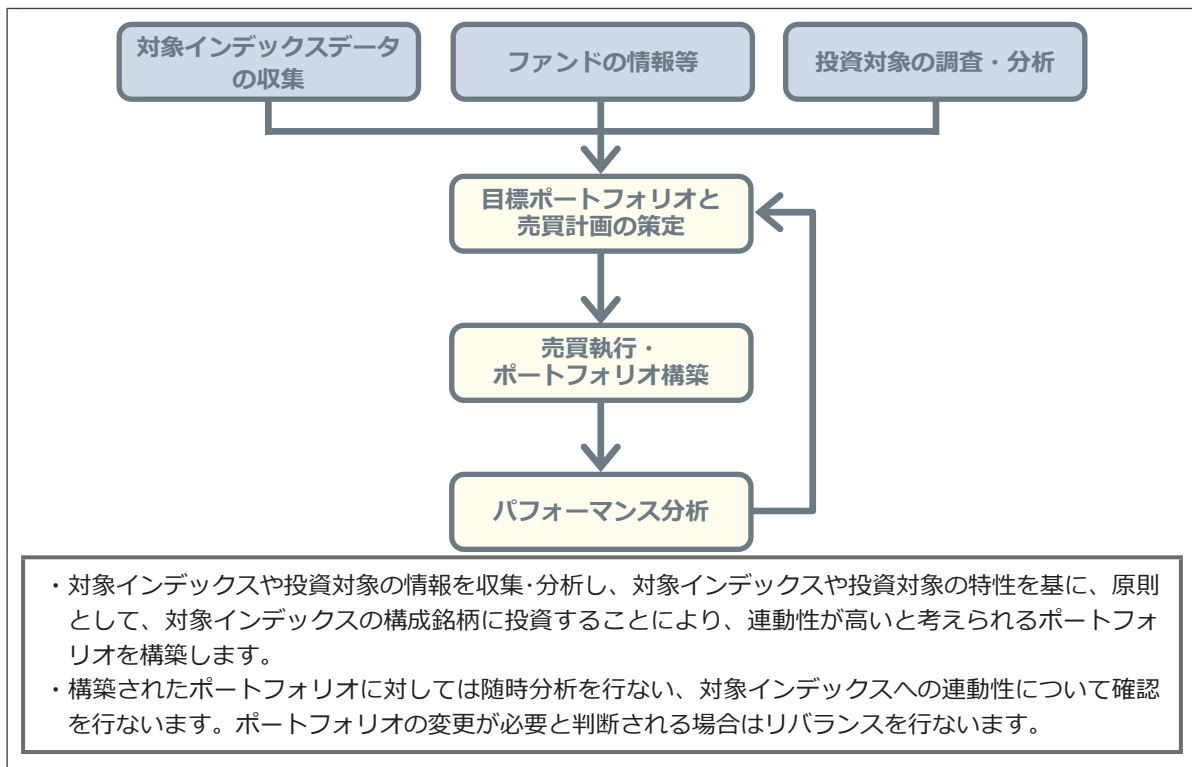 対象インデックスデータ
の収集
ファンドの情報等
投資対象の調査・分析
目標ポートフォリオと
売買計画の策定
売買執行・
ポートフォリオ構築
パフォーマンス分析
・対象インデックスや投資対象の情報を収集・分析し、対象インデックスや投資対象の特性を基に、原則
として、対象インデックスの構成銘柄に投資することにより、連動性が高いと考えられるポートフォ
リオを構築します。
・構築されたポートフォリオに対しては随時分析を行ない、対象インデックスへの連動性について確認
を行ないます。ポートフォリオの変更が必要と判断される場合はリバランスを行ないます。